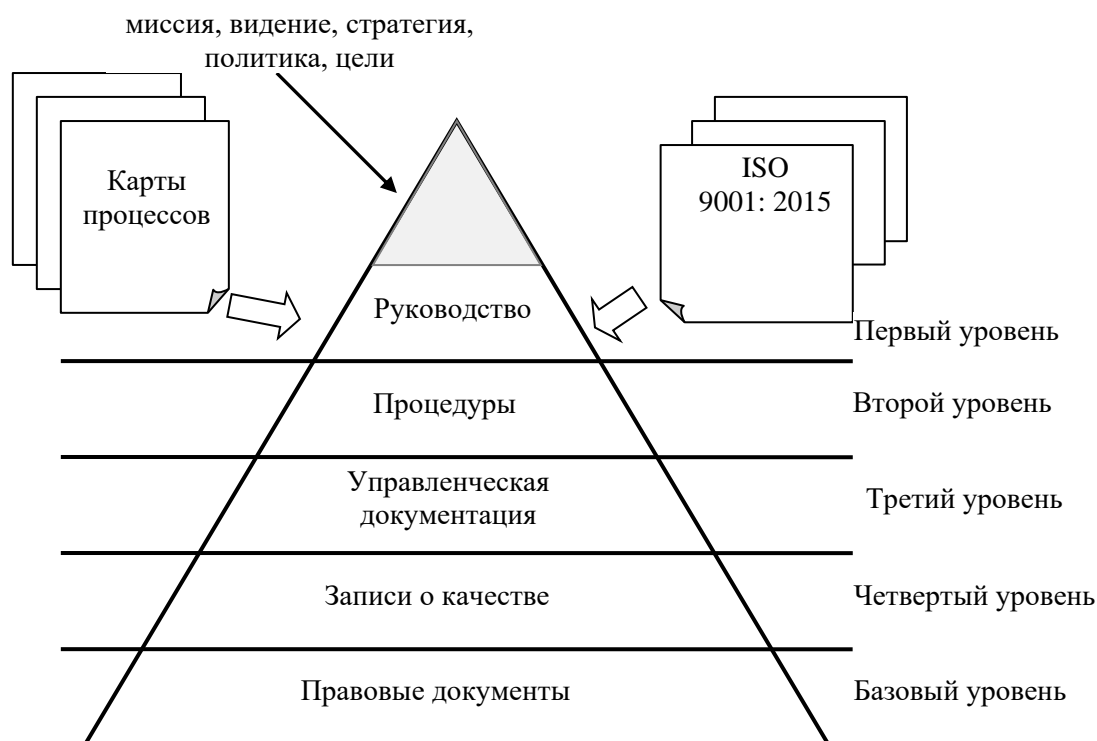 миссия, видение, стратегия,
политика, цели
Карты
процессов
ISO
9001: 2015
Руководство
Первый уровень
Процедуры
Второй уровень
Управленческая
документация
Третий уровень
Записи о качестве
Четвертый уровень
Правовые документы
Базовый уровень